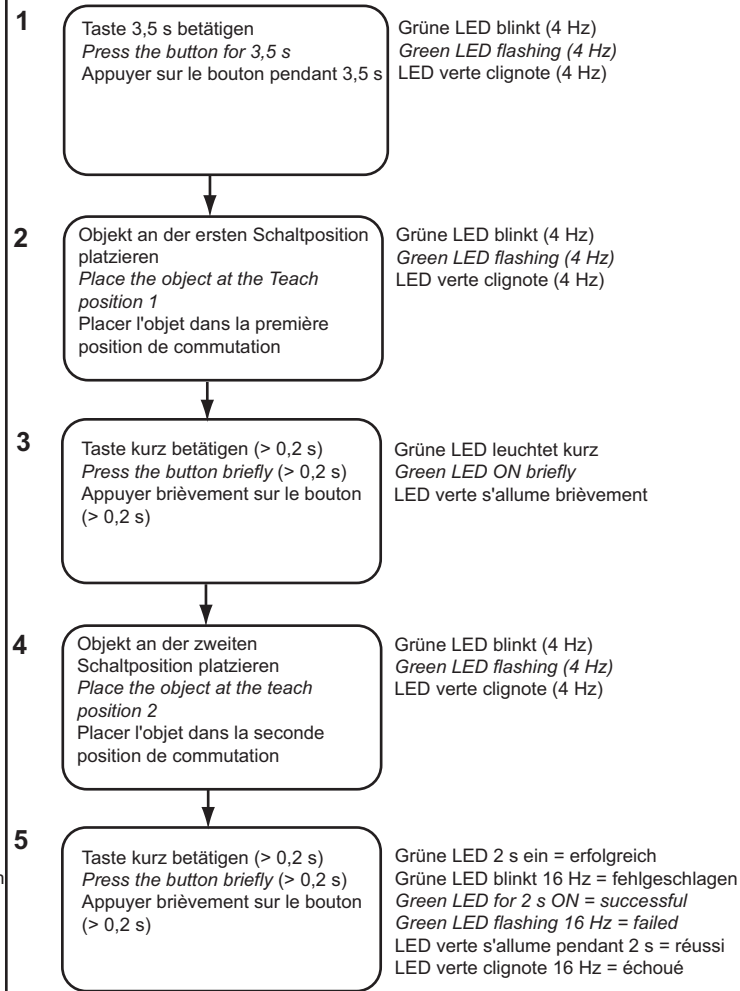 1
Taste 3,5 s betätigen
Press the button for 3,5 s
Appuyer sur le bouton pendant 3,5 s
Grüne LED blinkt (4 Hz)
Green LED flashing (4 Hz)
LED verte clignote (4 Hz)
2
Objekt an der ersten Schaltposition
platzieren
Place the object at the Teach
position 1
Placer l'objet dans la première
position de commutation
Grüne LED blinkt (4 Hz)
Green LED flashing (4 Hz)
LED verte clignote (4 Hz)
3
Taste kurz betätigen (> 0,2 s)
Press the button briefly (> 0,2 s)
Appuyer brièvement sur le bouton
(> 0,2 s)
Grüne LED leuchtet kurz
Green LED ON briefly
LED verte s'allume brièvement
4
Objekt an der zweiten
Schaltposition platzieren
Place the object at the teach
position 2
Placer l'objet dans la seconde
position de commutation
Grüne LED blinkt (4 Hz)
Green LED flashing (4 Hz)
LED verte clignote (4 Hz)
5
Taste kurz betätigen (> 0,2 s)
Press the button briefly (> 0,2 s)
Appuyer brièvement sur le bouton
(> 0,2 s)
Grüne LED 2 s ein = erfolgreich
Grüne LED blinkt 16 Hz = fehlgeschlagen
Green LED for 2 s ON = successful
Green LED flashing 16 Hz = failed
LED verte s'allume pendant 2 s = réussi
LED verte clignote 16 Hz = échoué